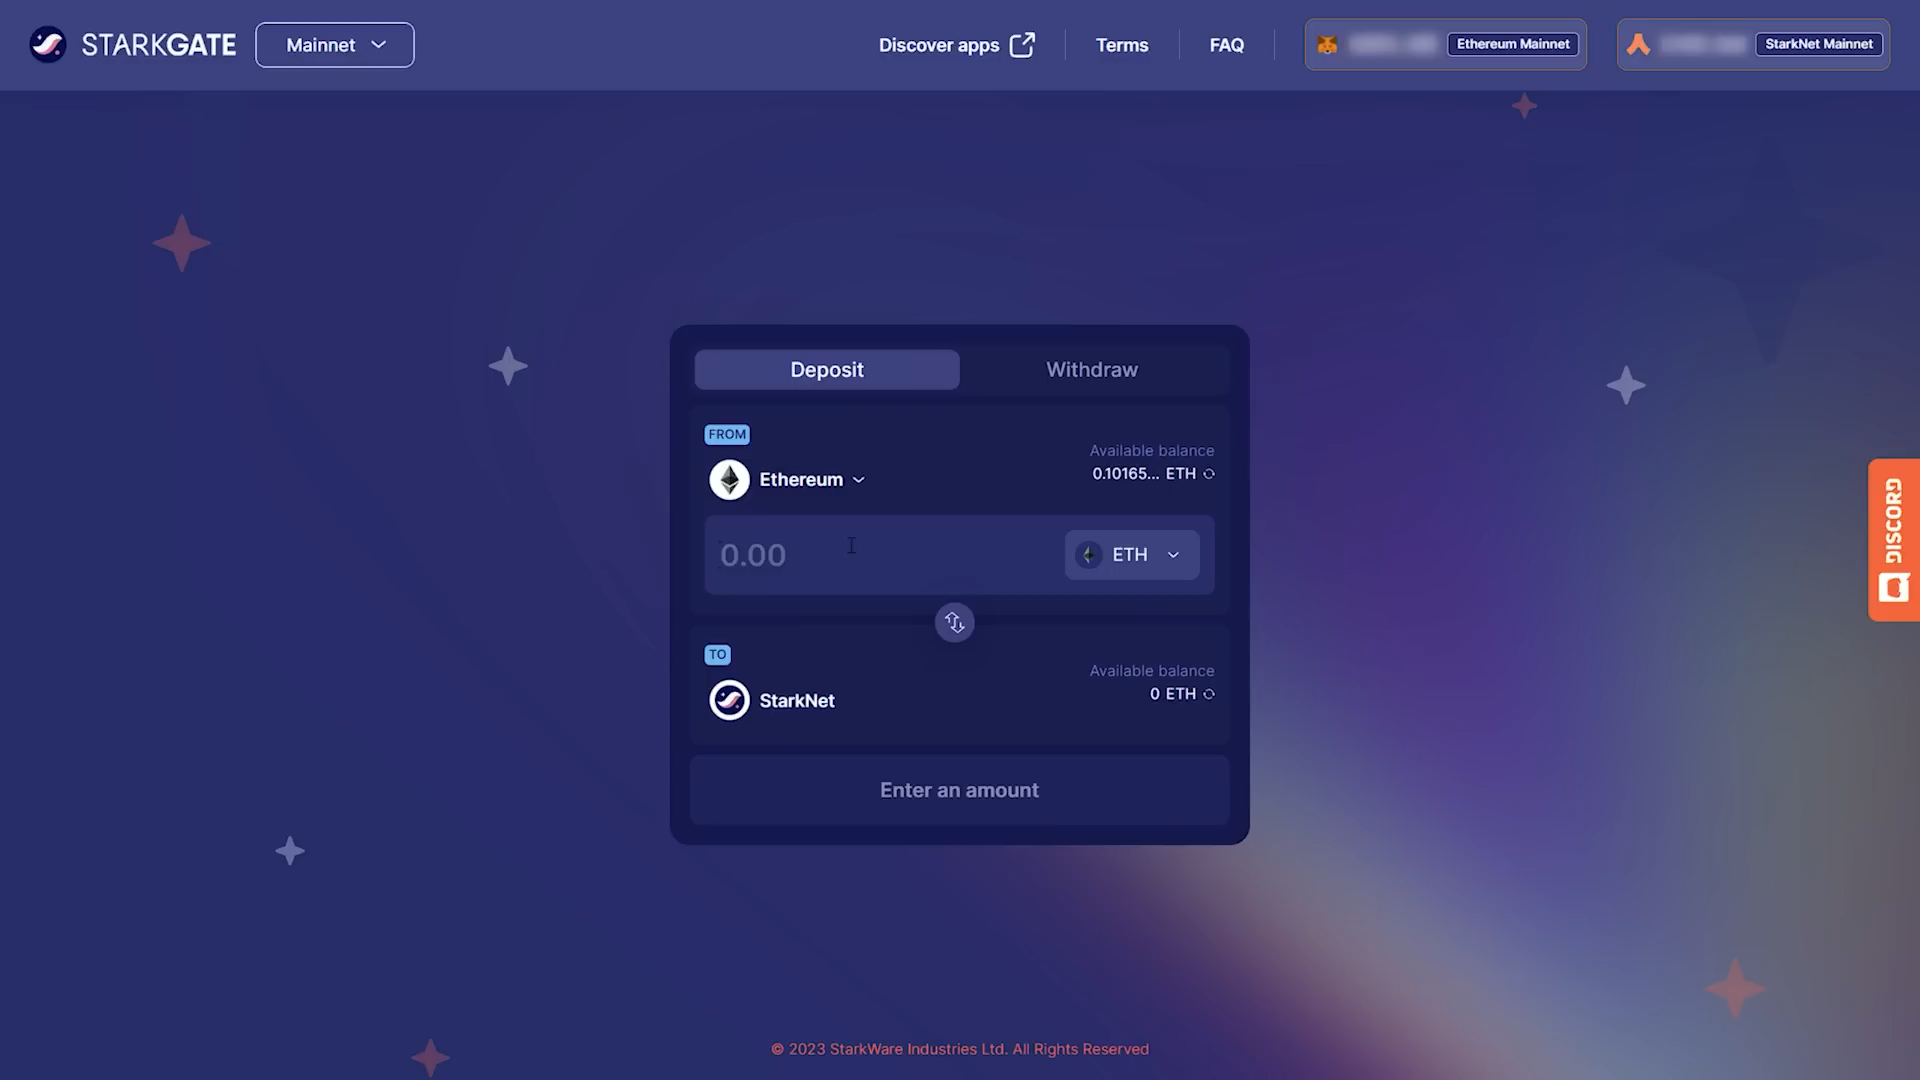 STARKGATE
Mainnet
Discover apps
Terms
FAQ
Ethereum Mainnet
StarkNet Mainnet
Deposit
Withdraw
FROM
Available balance
Ethereum
0.10165... ETH
0.00
ETH
TO
Available balance
StarkNet
0 ETH
Enter an amount
DISCORD
© 2023 StarkWare Industries Ltd. All Rights Reserved